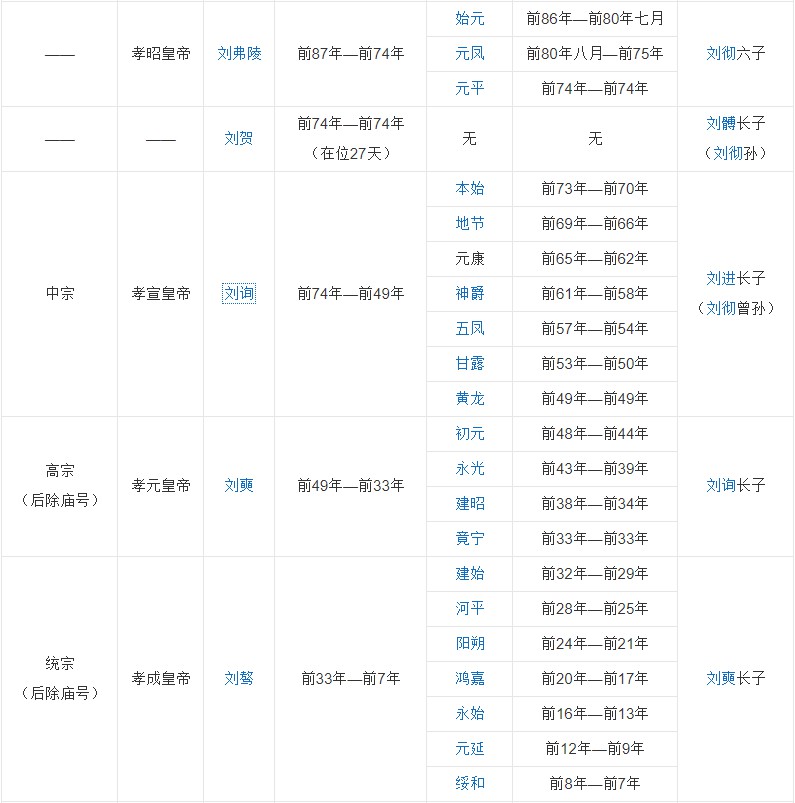 —— 孝昭皇帝 刘弗陵 前87年—前74年 始元 前86年—前80年七月 刘彻六子
元凤 前80年八月—前75年
元平 前74年—前74年
—— —— 刘贺 前74年—前74年
（在位27天） 无 无 刘髆长子
（刘彻孙）
中宗 孝宣皇帝 刘询 前74年—前49年 本始 前73年—前70年 刘进长子
（刘彻曾孙）
地节 前69年—前66年
元康 前65年—前62年
神爵 前61年—前58年
五凤 前57年—前54年
甘露 前53年—前50年
黄龙 前49年—前49年
高宗
（后除庙号） 孝元皇帝 刘奭 前49年—前33年 初元 前48年—前44年 刘询长子
永光 前43年—前39年
建昭 前38年—前34年
竟宁 前33年—前33年
统宗
（后除庙号） 孝成皇帝 刘骜 前33年—前7年 建始 前32年—前29年 刘奭长子
河平 前28年—前25年
阳朔 前24年—前21年
鸿嘉 前20年—前17年
永始 前16年—前13年
元延 前12年—前9年
绥和 前8年—前7年